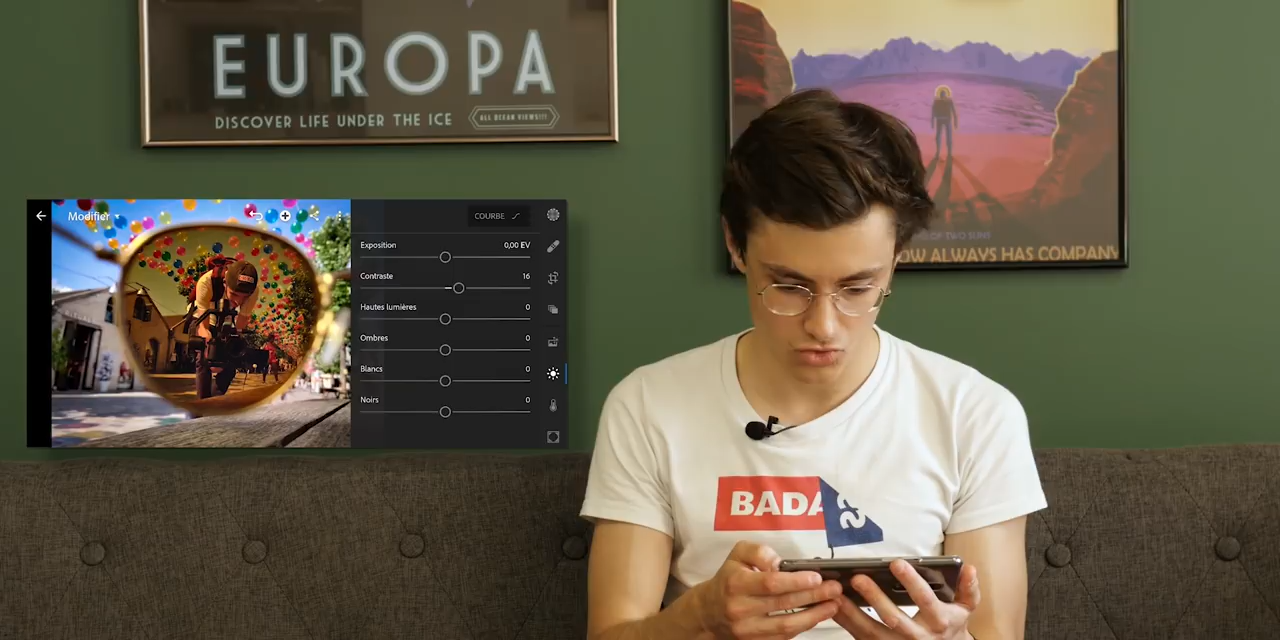 EUROPA
DISCOVER LIFE UNDER THE ICE
ALL OCEAN VIEWS!!!
OF TWO SUNS
OW ALWAYS HAS COMPANY
Modifier
COURBE
Exposition 0,00 EV
Contraste 16
Hautes lumières 0
Ombres 0
Blancs 0
Noirs 0
BADASS